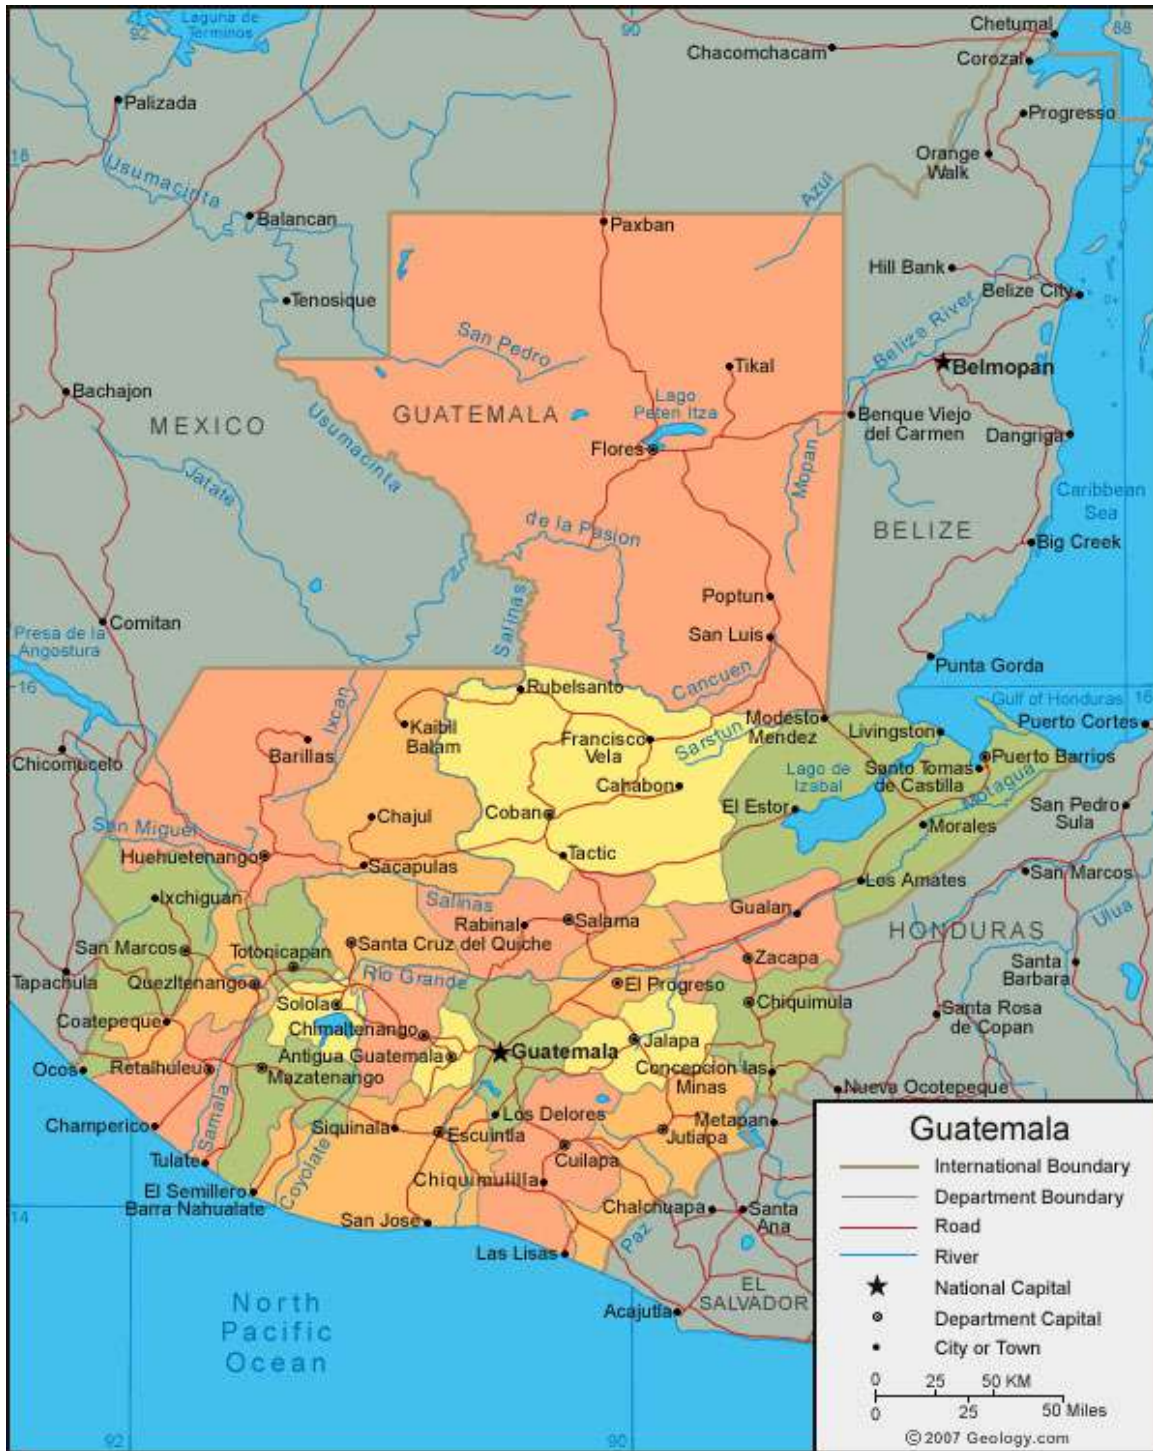 Laguna de
Terminos
92
90
88
Chetumal
Chacomchacam
Corozal
Palizada
Progresso
18
Orange
Walk
Usumacinta
Azul
Balancan
Paxban
Hill Bank
Belize City
Tenosique
Belize River
San Pedro
Tikal
Belmopan
Bachajon
Lago
Peten Itza
GUATEMALA
MEXICO
Usumacinta
Benque Viejo
del Carmen
Dangriga
Flores
Mopan
Jatate
Caribbean
Sea
de la Pasion
BELIZE
Big Creek
Salinas
Poptun
Comitan
San Luis
Presa de la
Angostura
Punta Gorda
Cancuen
16
Rubelsanto
Ixcan
Gulf of Honduras
16
Kaibil
Balam
Modesto
Mendez
Livingston
Puerto Cortes
Barillas
Francisco
Vela
Sarstun
Chicomucelo
Puerto Barrios
Lago de
Izabal
Santo Tomas
de Castilla
Cahabon
Motagua
El Estor
San Pedro
Sula
Coban
Chajul
Morales
San Miguel
Huehuetenango
Tactic
Sacapulas
San Marcos
Los Amates
Ixchiguan
Salinas
Gualan
Ulua
Rabinal
Salama
HONDURAS
San Marcos
Totonicapan
Santa Cruz del Quiche
Zacapa
Santa
Barbara
Tapachula
Quezltenango
Rio Grande
El Progreso
Solola
Chiquimula
Santa Rosa
de Copan
Coatepeque
Chimaltenango
Jalapa
Antigua Guatemala
Guatemala
Ocos
Retalhuleu
Mazatenango
Concepcion las
Minas
Nueva Ocotepeque
Samala
Los Delores
Champerico
Siquinala
Escuintla
Metapan
Jutiapa
Tulate
Coyolate
Cuilapa
El Semillero
Barra Nahualate
Chiquimulilla
14
San Jose
Chalchuapa
Santa
Ana
Paz
Las Lisas
EL
SALVADOR
Acajutla
North
Pacific
Ocean
92
90
Guatemala
International Boundary
Department Boundary
Road
River
National Capital
Department Capital
City or Town
0 25 50 KM
0 25 50 Miles
© 2007 Geology.com